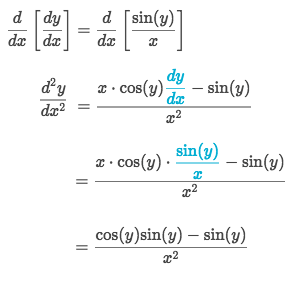 d/dx [dy/dx] = d/dx [sin(y)/x]
d²y/dx² = (x · cos(y) dy/dx − sin(y))/x²
= (x · cos(y) · sin(y)/x − sin(y))/x²
= (cos(y)sin(y) − sin(y))/x²